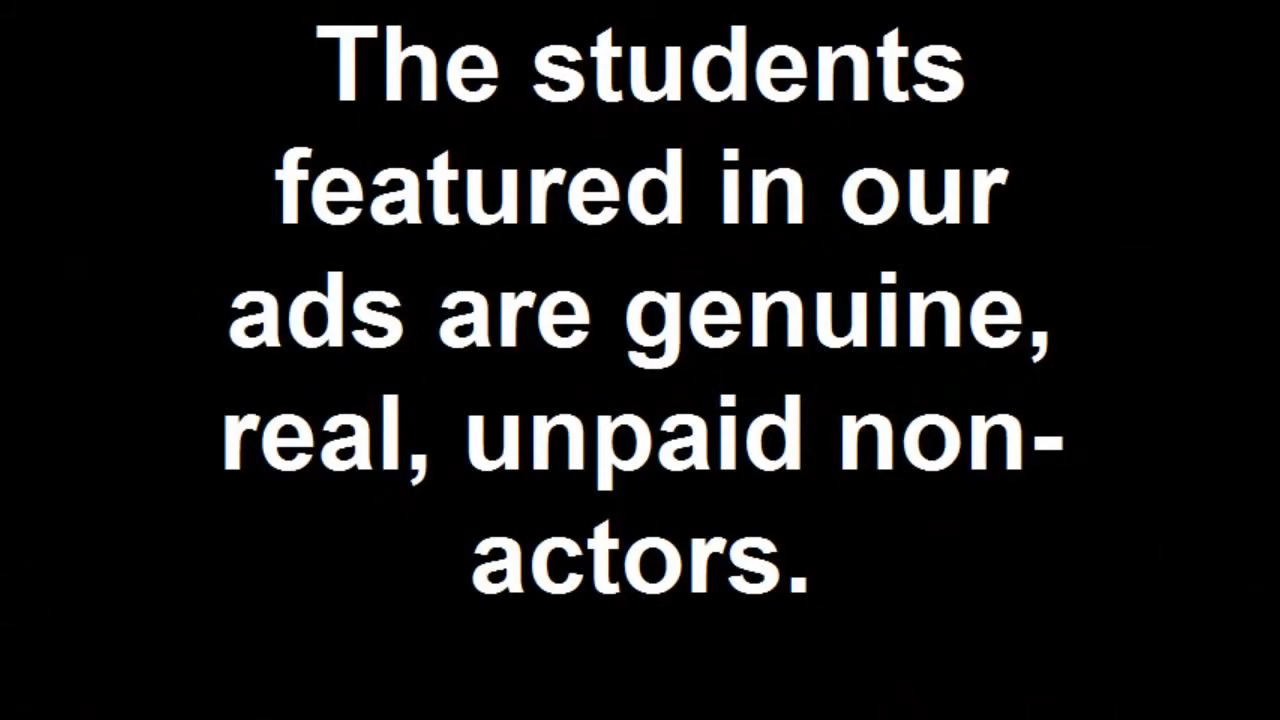 The students
featured in our
ads are genuine,
real, unpaid non-
actors.